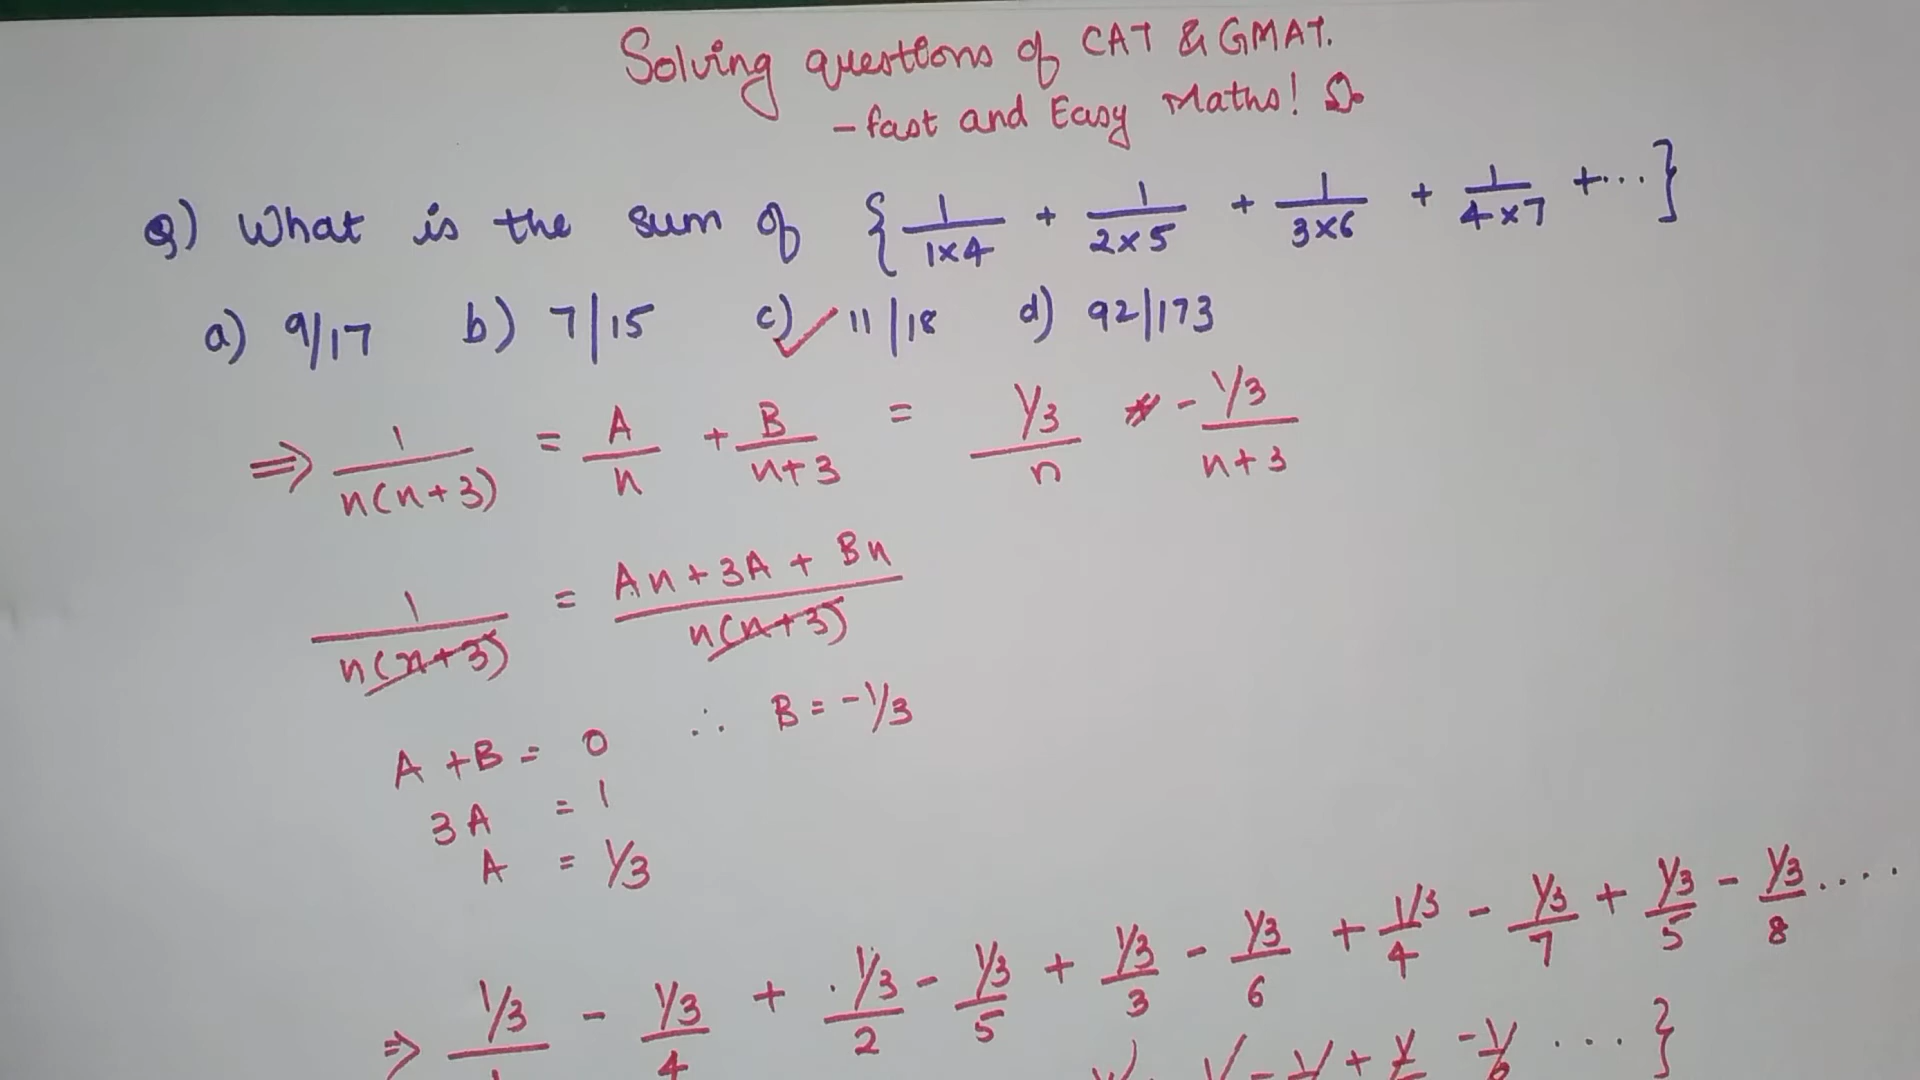 Solving questions of CAT & GMAT.
- fast and Easy Maths!
Q) What is the sum of { 1/1×4 + 1/2×5 + 1/3×6 + 1/4×7 +... }
a) 9/17 b) 7/15 c) 11/18 d) 92/173
⇒ 1/n(n+3) = A/n + B/n+3 = 1/3/n - 1/3/n+3
1/n(n+3) = An+3A+Bn/n(n+3)
A+B = 0 ∴ B = -1/3
3A = 1
A = 1/3
⇒ 1/3/1 - 1/3/4 + 1/3/2 - 1/3/5 + 1/3/3 - 1/3/6 + 1/3/4 - 1/3/7 + 1/3/5 - 1/3/8 ....